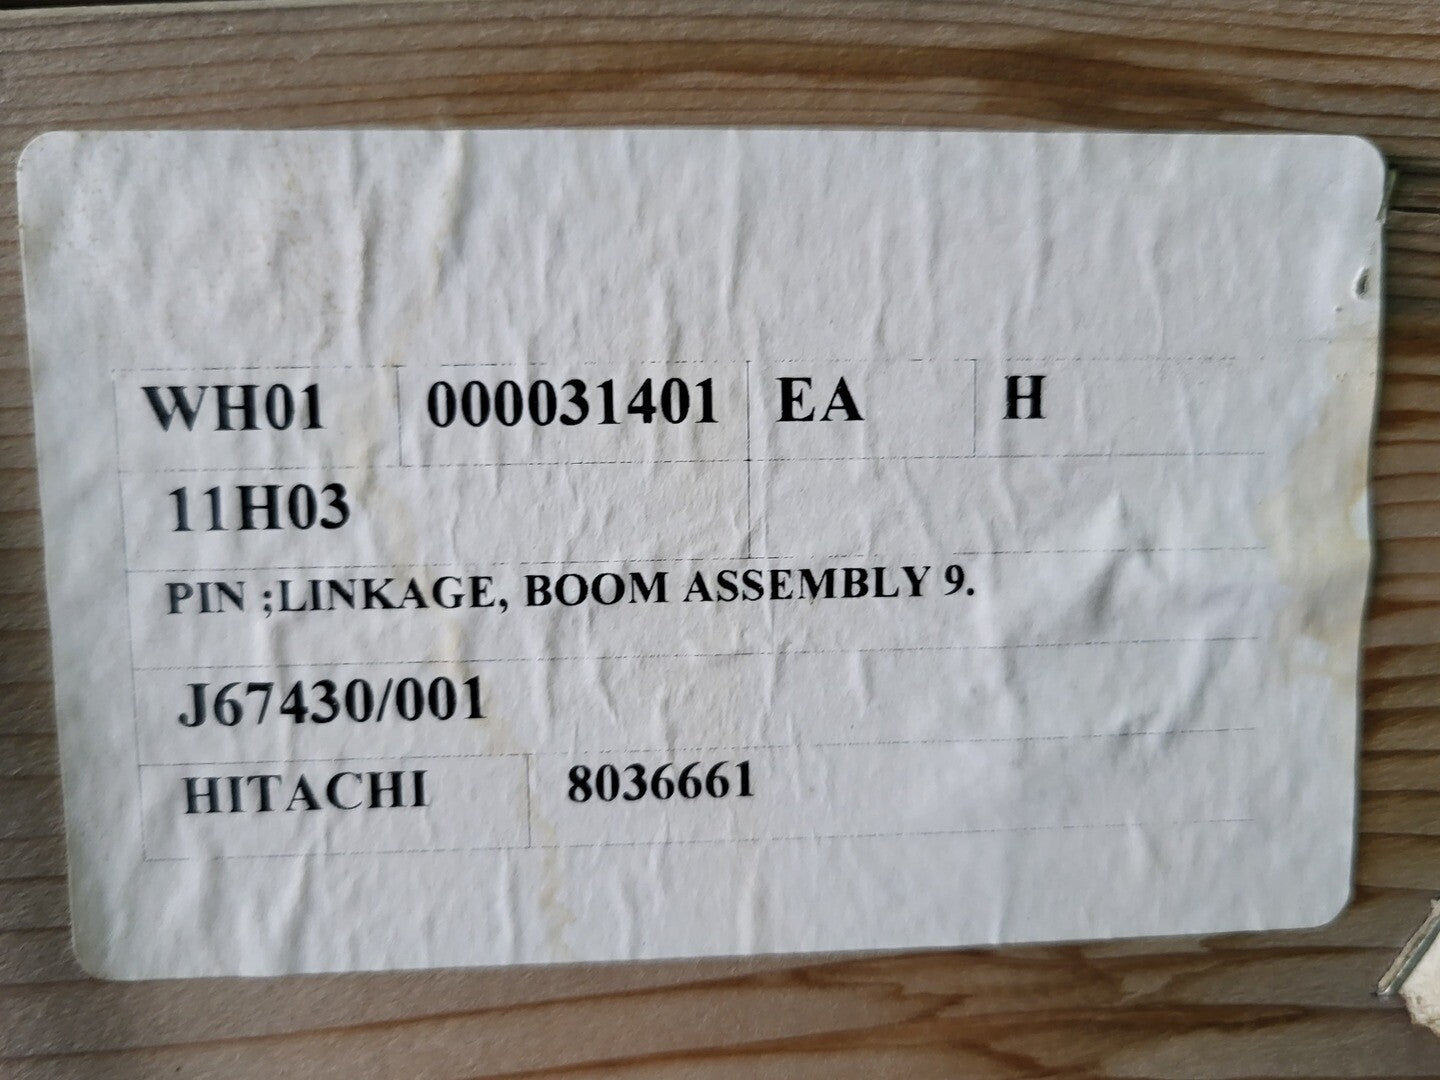 WH01 000031401 EA H
11H03
PIN ;LINKAGE, BOOM ASSEMBLY 9.
J67430/001
HITACHI 8036661